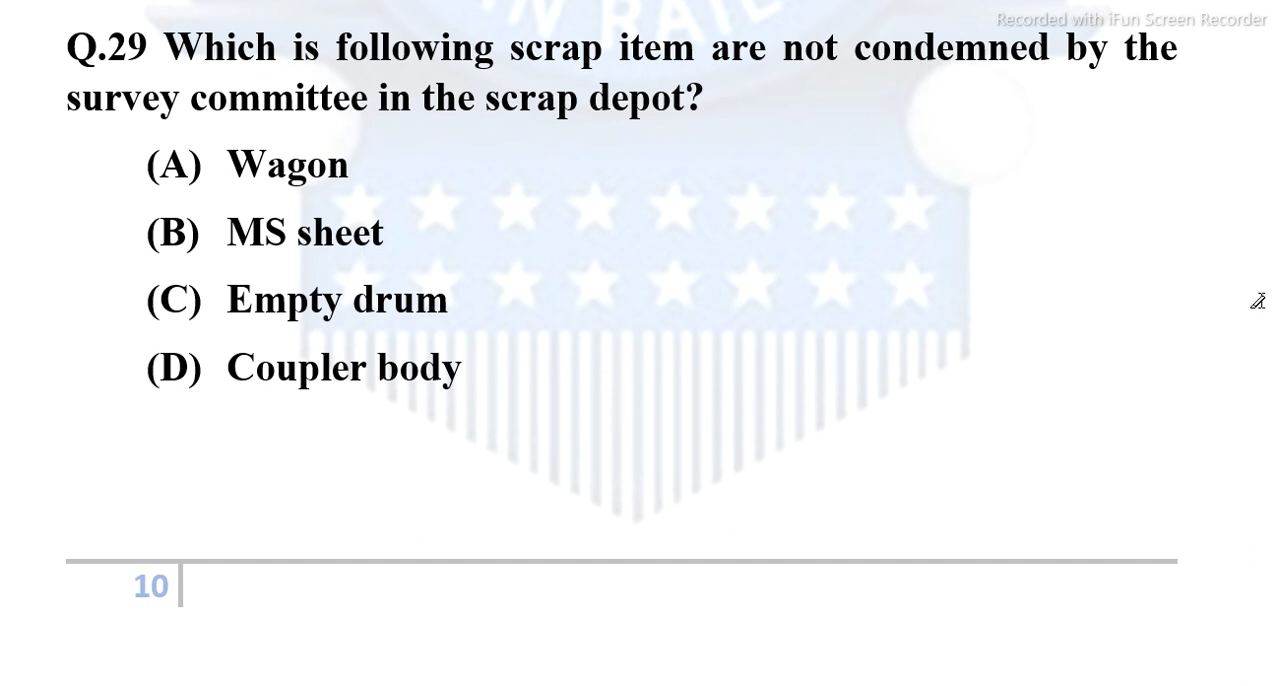 Recorded with iFun Screen Recorder
Q.29 Which is following scrap item are not condemned by the
survey committee in the scrap depot?
(A) Wagon
(B) MS sheet
(C) Empty drum
(D) Coupler body
10